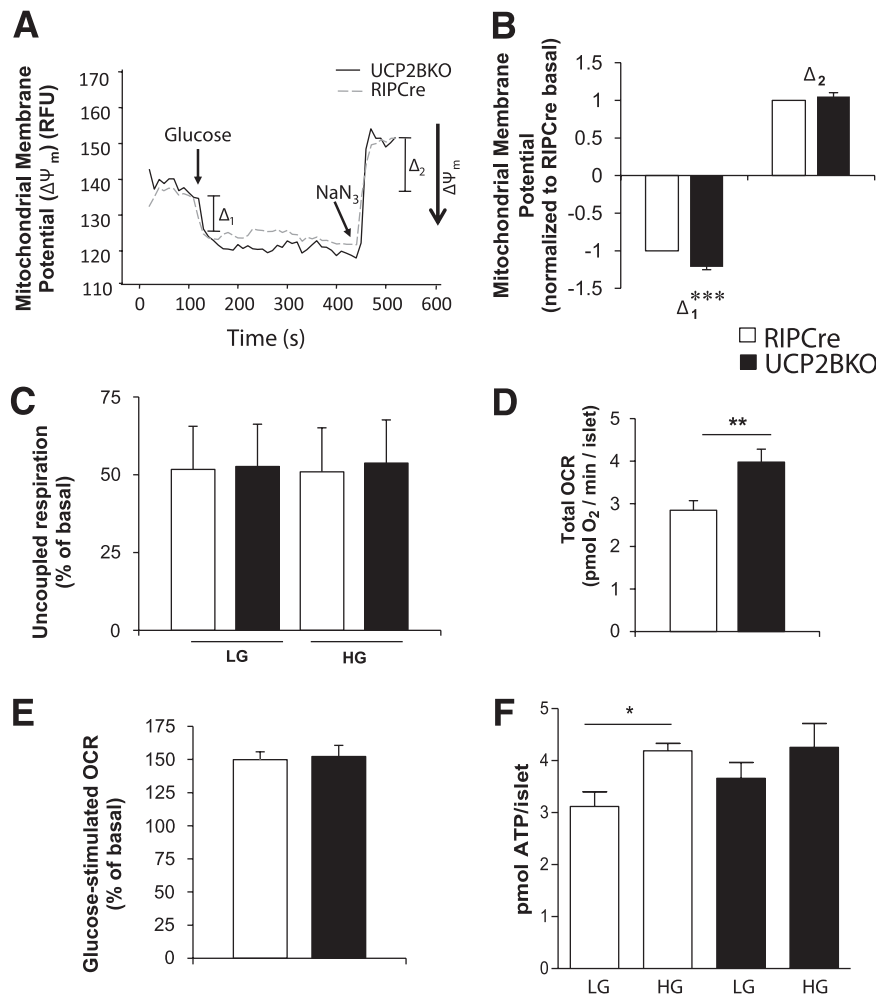 A
Mitochondrial Membrane
Potential (ΔΨm) (RFU)
170
160
150
140
130
120
110
UCP2BKO
RIPCre
Glucose
Δ1
NaN3
Δ2
ΔΨm
0
100
200
300
400
500
600
Time (s)
B
Mitochondrial Membrane
Potential
(normalized to RIPCre basal)
1.5
1
0.5
0
-0.5
-1
-1.5
Δ2
Δ1***
RIPCre
UCP2BKO
C
Uncoupled respiration
(% of basal)
75
50
25
0
LG
HG
D
Total OCR
(pmol O2 / min / islet)
5
4
3
2
1
0
**
E
Glucose-stimulated OCR
(% of basal)
175
150
125
100
75
50
25
0
F
pmol ATP/islet
5
4
3
2
1
0
*
LG
HG
LG
HG